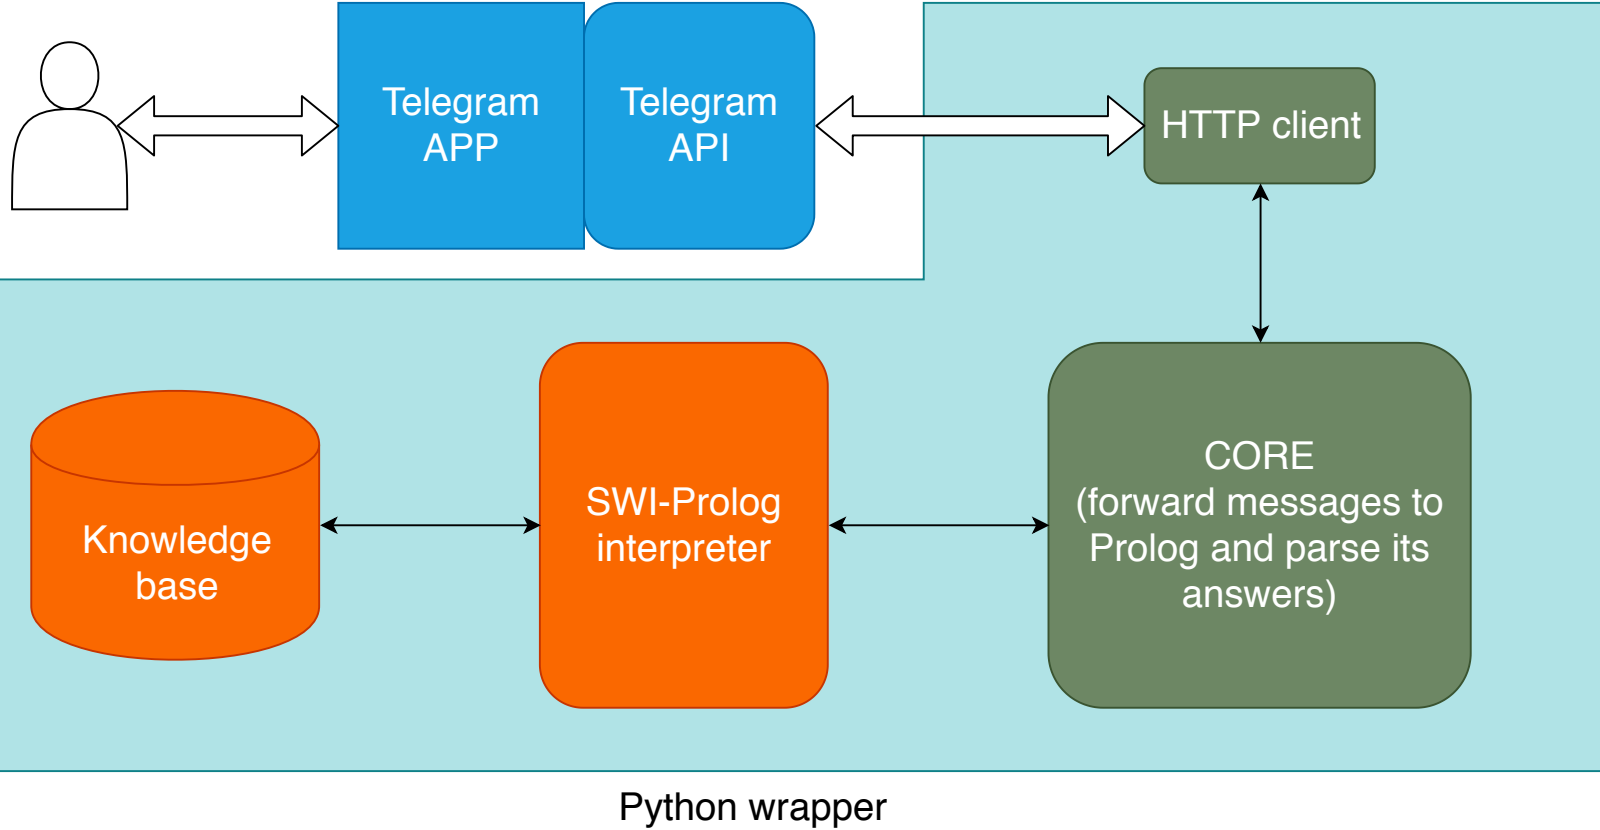 Telegram
APP
Telegram
API
HTTP client
Knowledge
base
SWI-Prolog
interpreter
CORE
(forward messages to
Prolog and parse its
answers)
Python wrapper